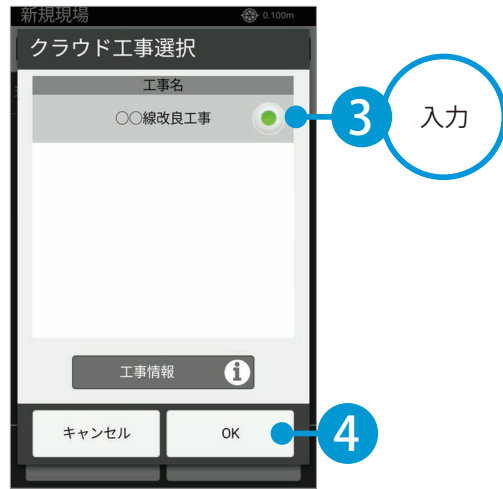 新規現場 0.100m
クラウド工事選択
工事名
○○線改良工事
3 入力
工事情報 i
キャンセル OK 4